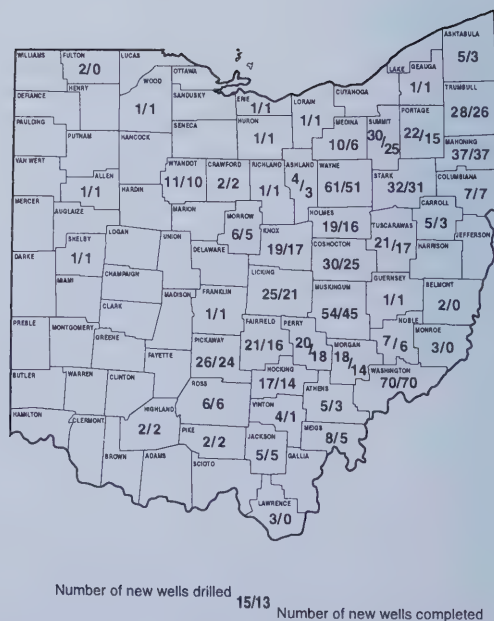 WILLIAMS
FULTON
2/0
LUCAS
ASHTABULA
5/3
OTTAWA
LAKE
GEAUGA
1/1
HENRY
WOOD
1/1
DEFIANCE
SANDUSKY
ERIE
1/1
LORAIN
1/1
CUYAHOGA
TRUMBULL
28/26
PAULDING
SENECA
HURON
1/1
MEDINA
10/6
SUMMIT
30/25
PORTAGE
22/15
PUTNAM
HANCOCK
MAHONING
37/37
VAN WERT
ALLEN
1/1
WYANDOT
11/10
CRAWFORD
2/2
RICHLAND
1/1
ASHLAND
4/3
WAYNE
61/51
STARK
32/31
COLUMBIANA
7/7
HARDIN
MERCER
AUGLAIZE
MARION
MORROW
6/5
HOLMES
19/16
CARROLL
5/3
JEFFERSON
LOGAN
UNION
DELAWARE
KNOX
19/17
COSHOCTON
30/25
TUSCARAWAS
21/17
HARRISON
SHELBY
1/1
DARKE
CHAMPAIGN
LICKING
25/21
MUSKINGUM
54/45
GUERNSEY
1/1
BELMONT
2/0
MIAMI
CLARK
MADISON
FRANKLIN
1/1
NOBLE
7/6
MONROE
3/0
PREBLE
MONTGOMERY
GREENE
PICKAWAY
26/24
FAIRFIELD
21/16
PERRY
20/18
MORGAN
18/14
FAYETTE
HOCKING
17/14
WASHINGTON
70/70
BUTLER
WARREN
CLINTON
ROSS
6/6
ATHENS
5/3
VINTON
4/1
HAMILTON
CLERMONT
HIGHLAND
2/2
PIKE
2/2
JACKSON
5/5
MEIGS
8/5
BROWN
ADAMS
SCIOTO
GALLIA
LAWRENCE
3/0
Number of new wells drilled
15/13
Number of new wells completed